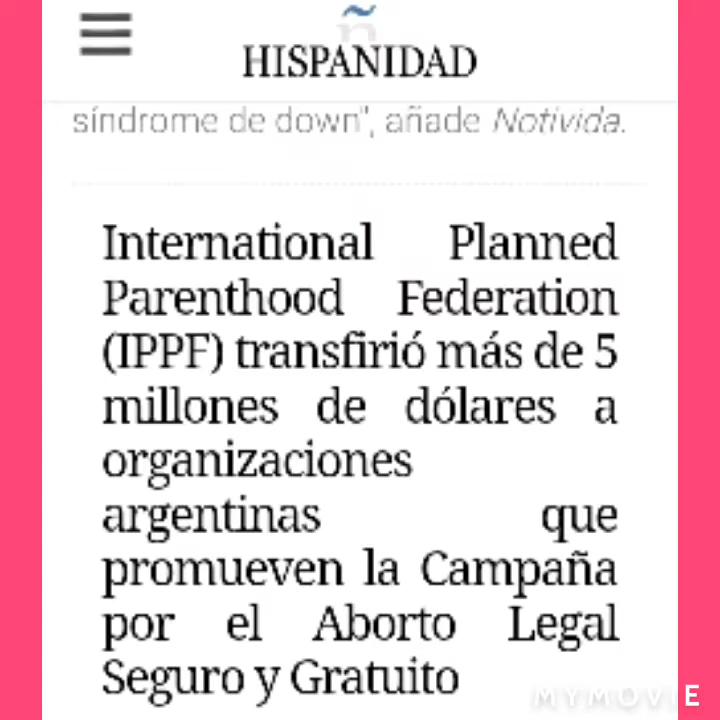 ñ
HISPANIDAD
síndrome de down", añade Notivida.
International Planned
Parenthood Federation
(IPPF) transfirió más de 5
millones de dólares a
organizaciones
argentinas que
promueven la Campaña
por el Aborto Legal
Seguro y Gratuito
MYMOVIE